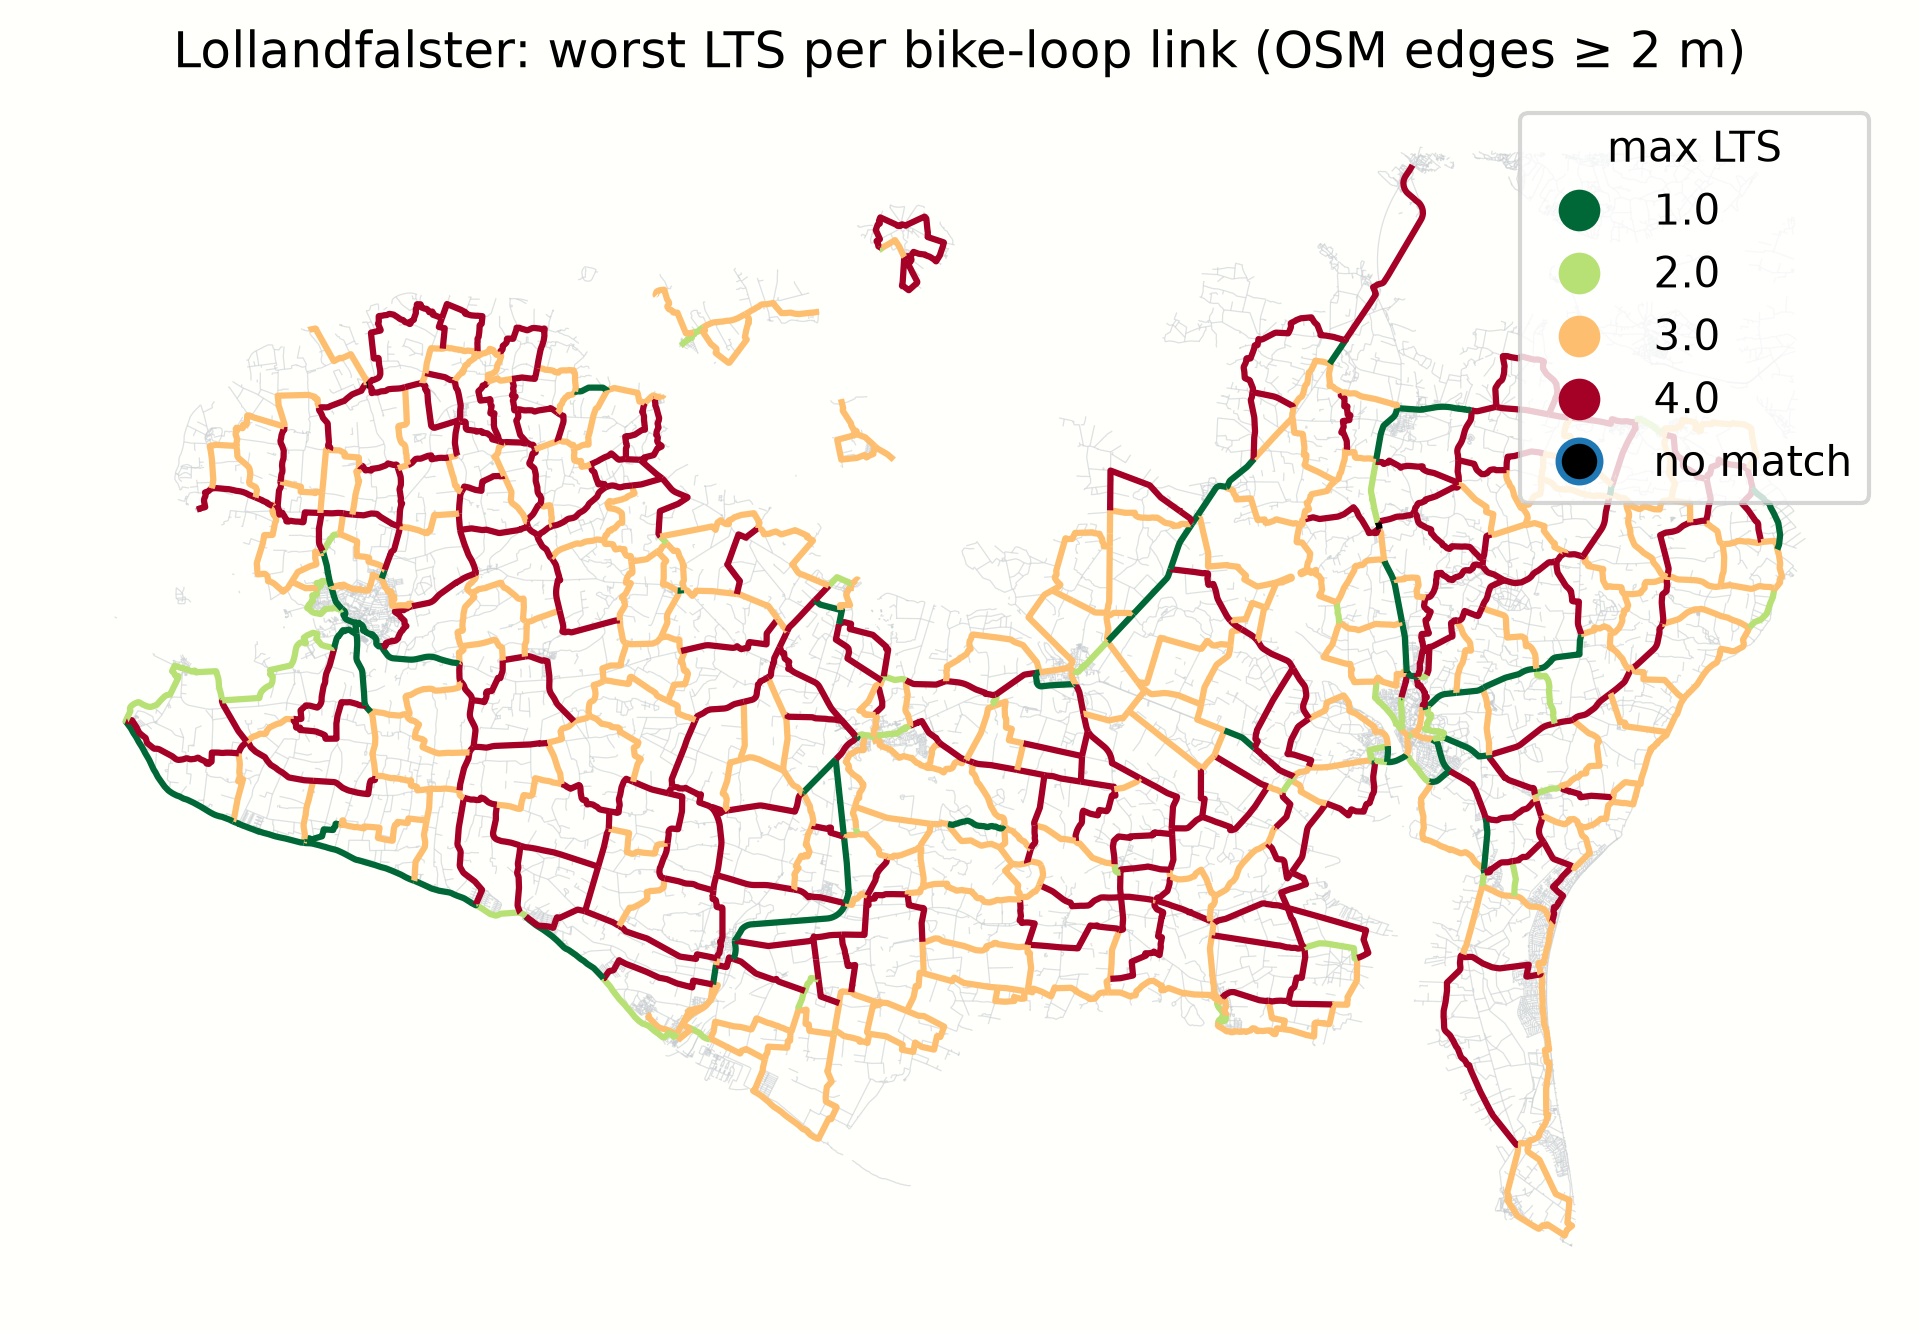 Lollandfalster: worst LTS per bike-loop link (OSM edges ≥ 2 m)
max LTS
1.0
2.0
3.0
4.0
no match